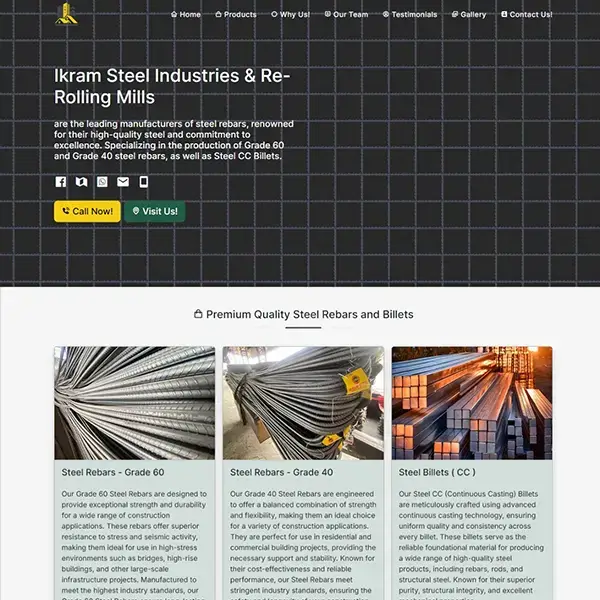 Home Products Why Us! Our Team Testimonials Gallery Contact Us!
Ikram Steel Industries & Re-
Rolling Mills
are the leading manufacturers of steel rebars, renowned
for their high-quality steel and commitment to
excellence. Specializing in the production of Grade 60
and Grade 40 steel rebars, as well as Steel CC Billets.
Call Now! Visit Us!
Premium Quality Steel Rebars and Billets
Steel Rebars - Grade 60
Our Grade 60 Steel Rebars are designed to
provide exceptional strength and durability
for a wide range of construction
applications. These rebars offer superior
resistance to stress and seismic activity,
making them ideal for use in high-stress
environments such as bridges, high-rise
buildings, and other large-scale
infrastructure projects. Manufactured to
meet the highest industry standards, our
Steel Rebars - Grade 40
Our Grade 40 Steel Rebars are engineered
to offer a balanced combination of strength
and flexibility, making them an ideal choice
for a variety of construction applications.
They are perfect for use in residential and
commercial building projects, providing the
necessary support and stability. Known for
their cost-effectiveness and reliable
performance, our Steel Rebars meet
stringent industry standards, ensuring the
Steel Billets ( CC )
Our Steel CC (Continuous Casting) Billets
are meticulously crafted using advanced
continuous casting technology, ensuring
uniform quality and consistency across
every billet. These billets serve as the
reliable foundational material for producing
a wide range of high-quality steel
products, including rebars, rods, and
structural steel. Known for their superior
purity, structural integrity, and excellent